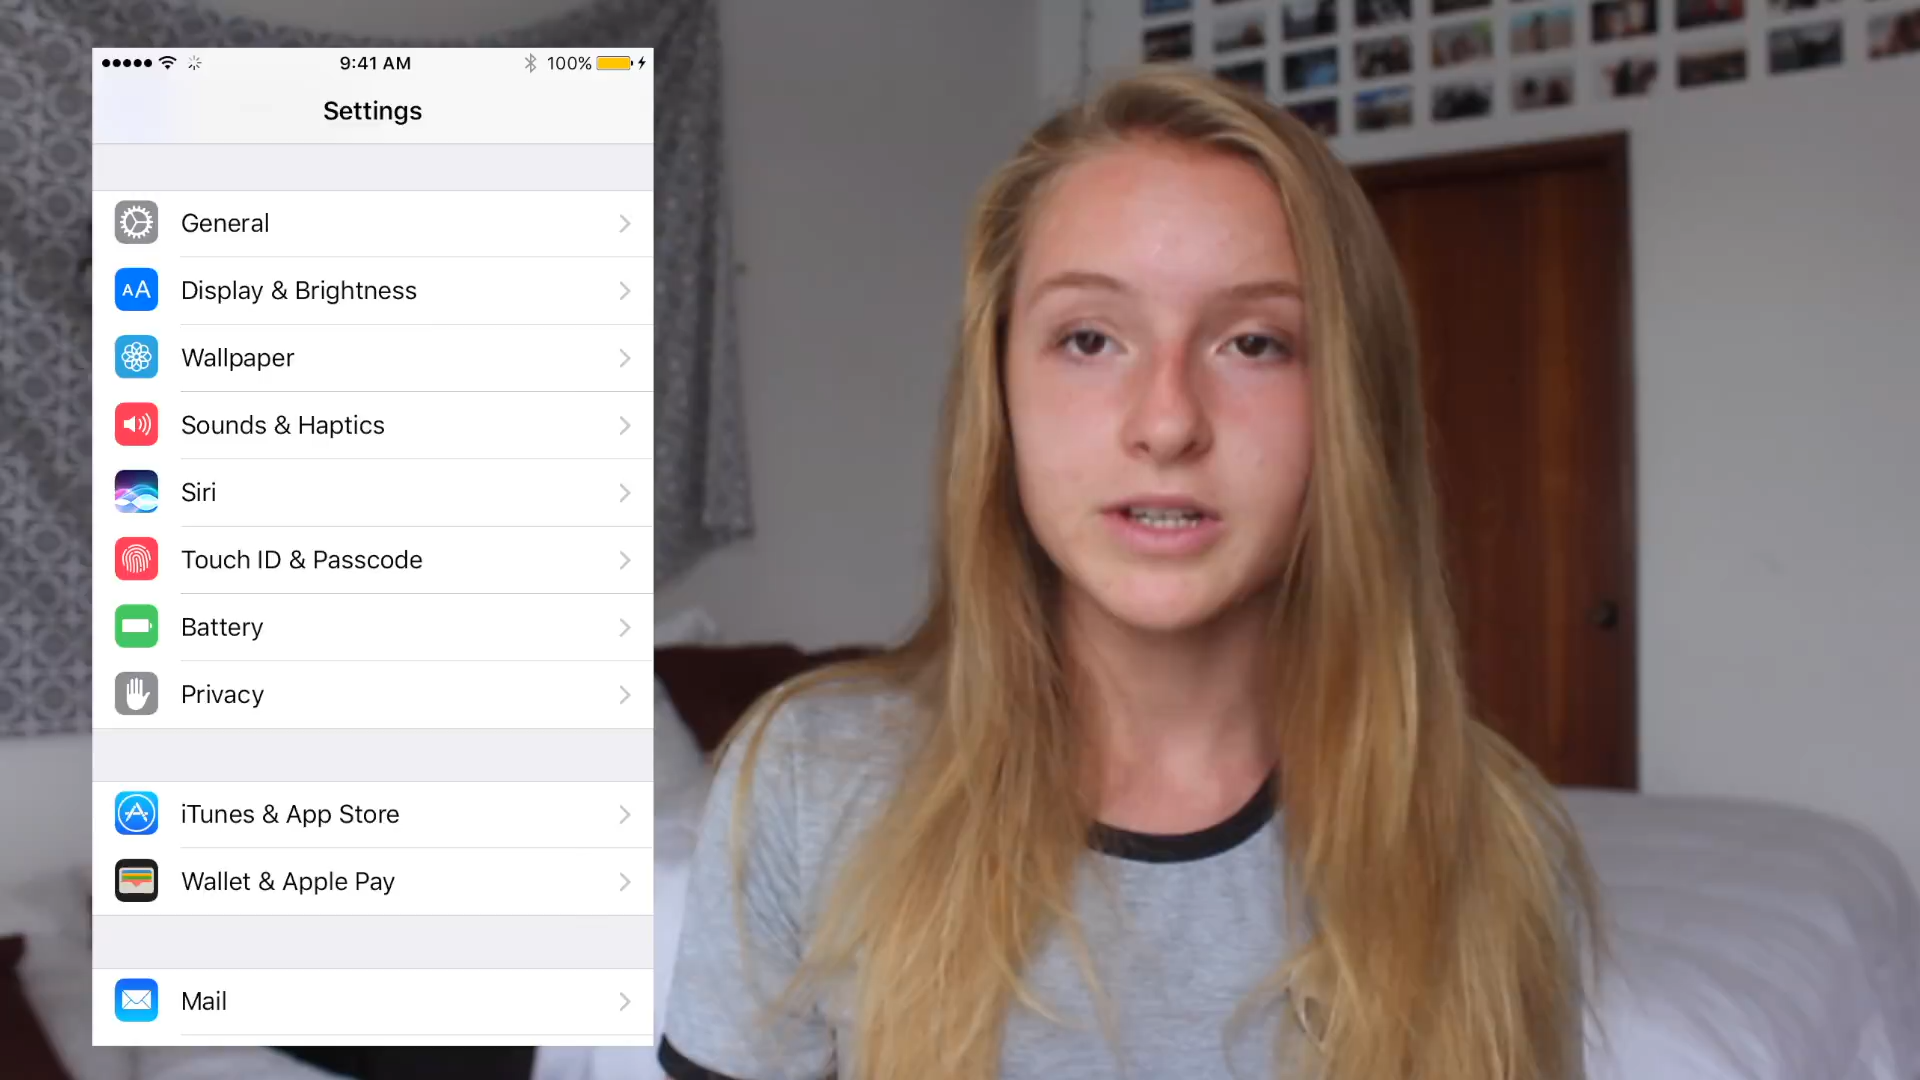 9:41 AM 100%
Settings
General
AA Display & Brightness
Wallpaper
Sounds & Haptics
Siri
Touch ID & Passcode
Battery
Privacy
iTunes & App Store
Wallet & Apple Pay
Mail